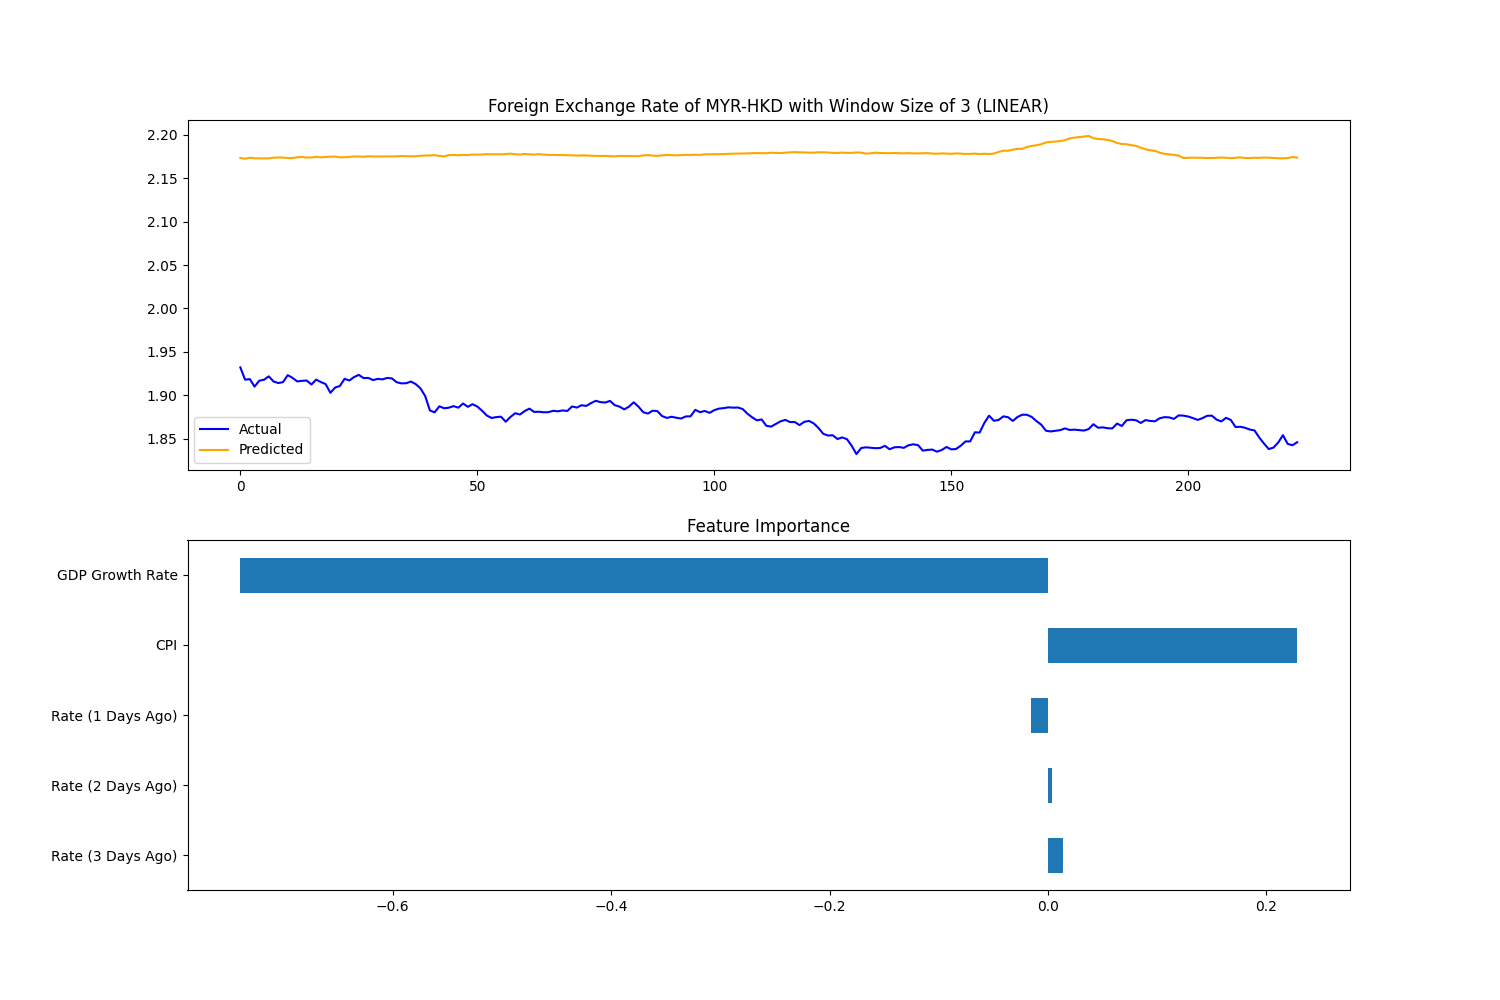 Foreign Exchange Rate of MYR-HKD with Window Size of 3 (LINEAR)
2.20
2.15
2.10
2.05
2.00
1.95
1.90
1.85
Actual
Predicted
0 50 100 150 200
Feature Importance
GDP Growth Rate
CPI
Rate (1 Days Ago)
Rate (2 Days Ago)
Rate (3 Days Ago)
−0.6 −0.4 −0.2 0.0 0.2